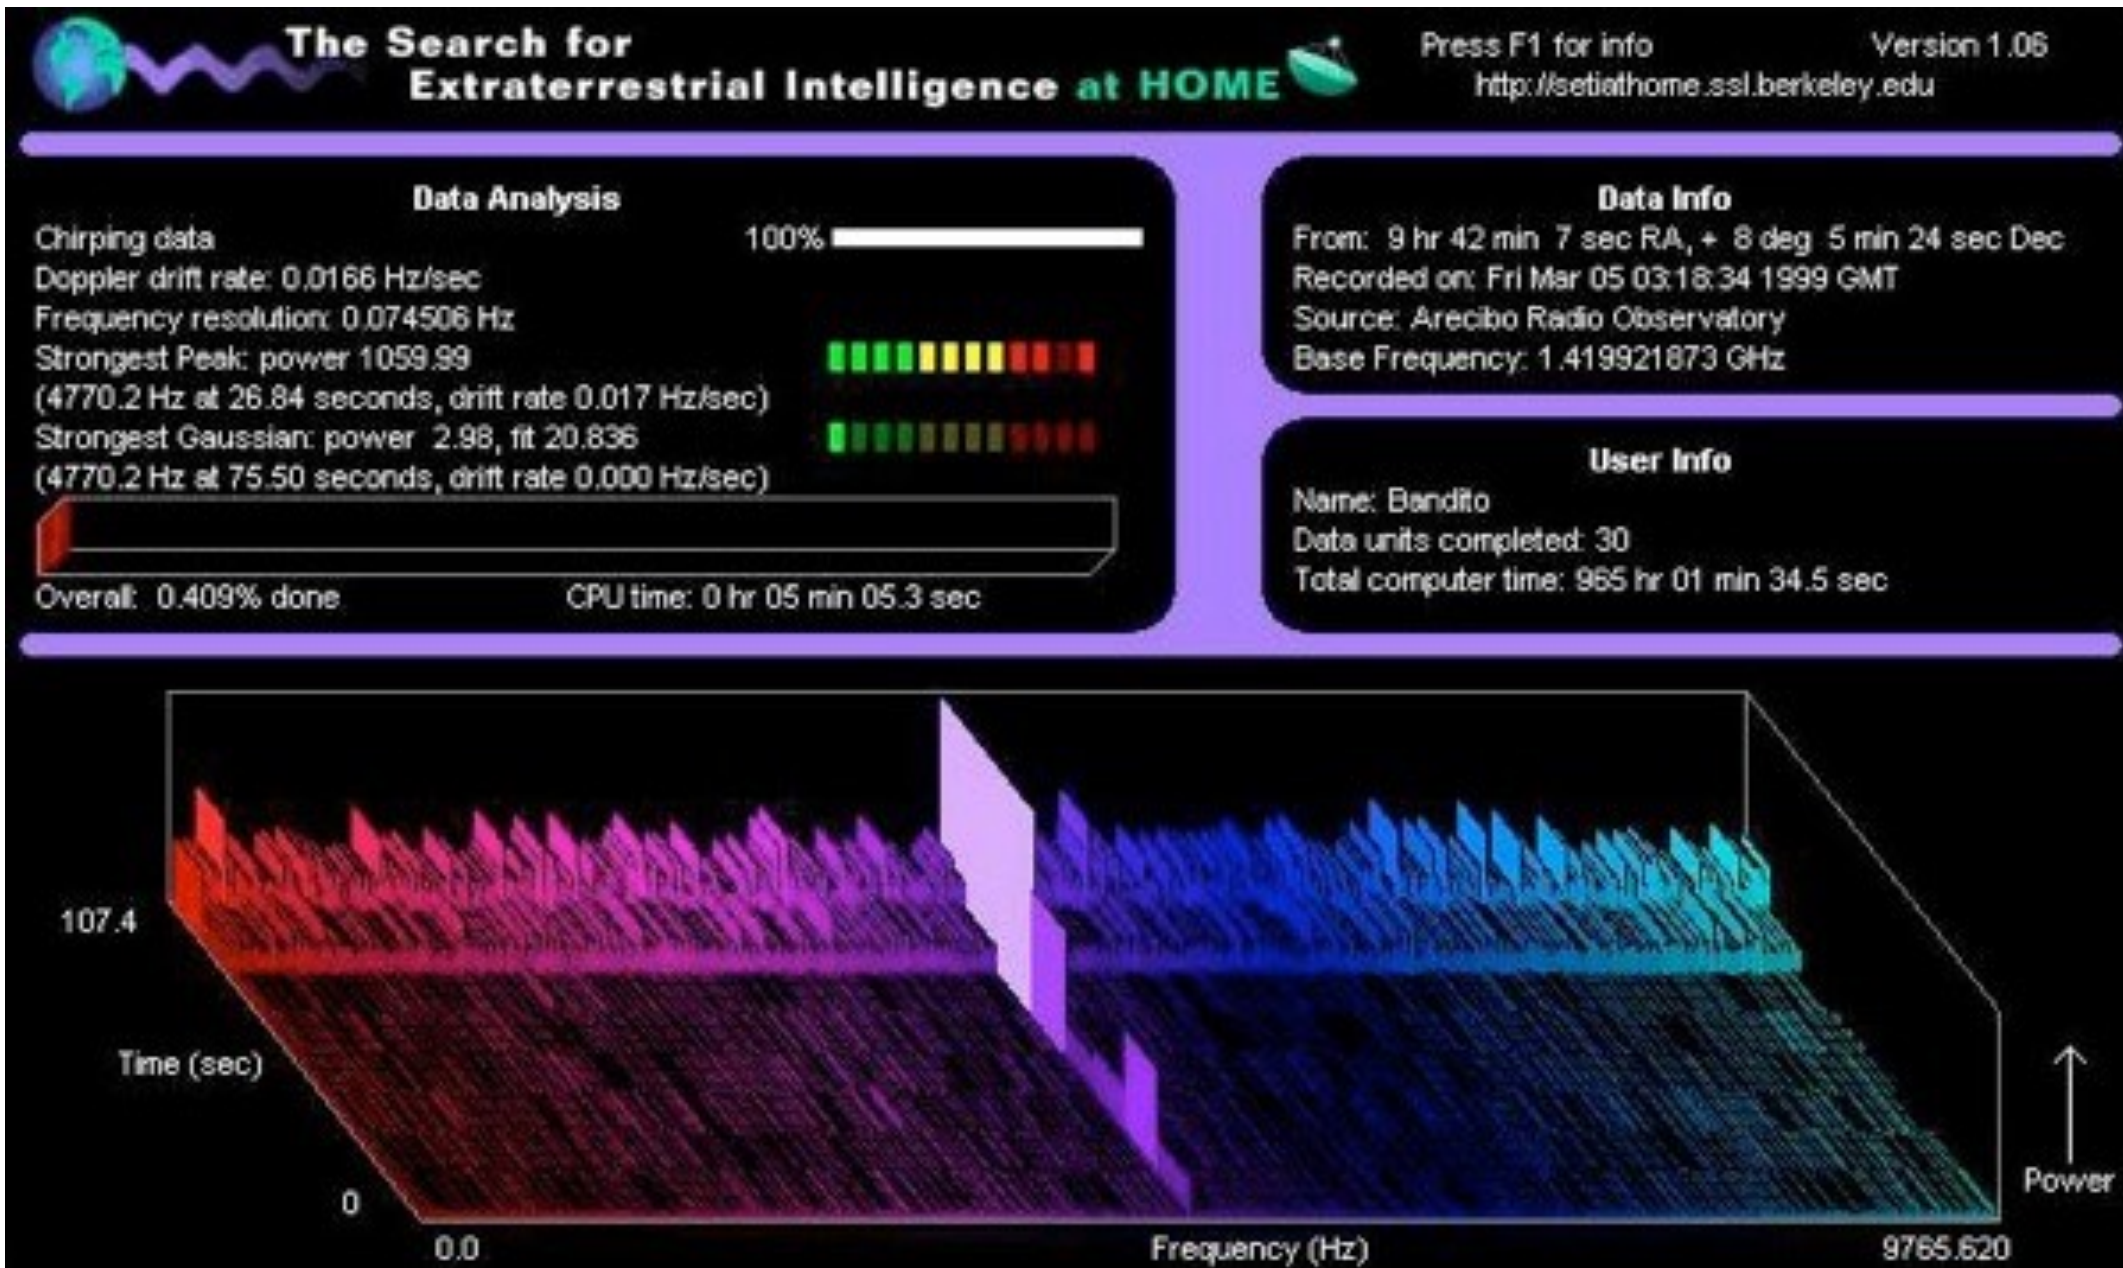 The Search for
Extraterrestrial Intelligence at HOME
Press F1 for info Version 1.06
http://setiathome.ssl.berkeley.edu
Data Analysis
Chirping data 100%
Doppler drift rate: 0.0166 Hz/sec
Frequency resolution: 0.074506 Hz
Strongest Peak: power 1059.99
(4770.2 Hz at 26.84 seconds, drift rate 0.017 Hz/sec)
Strongest Gaussian: power 2.98, fit 20.836
(4770.2 Hz at 75.50 seconds, drift rate 0.000 Hz/sec)
Overall: 0.409% done CPU time: 0 hr 05 min 05.3 sec
Data Info
From: 9 hr 42 min 7 sec RA, + 8 deg 5 min 24 sec Dec
Recorded on: Fri Mar 05 03:18:34 1999 GMT
Source: Arecibo Radio Observatory
Base Frequency: 1.419921873 GHz
User Info
Name: Bandito
Data units completed: 30
Total computer time: 965 hr 01 min 34.5 sec
107.4
Time (sec)
0
0.0
Frequency (Hz)
9765.620
Power